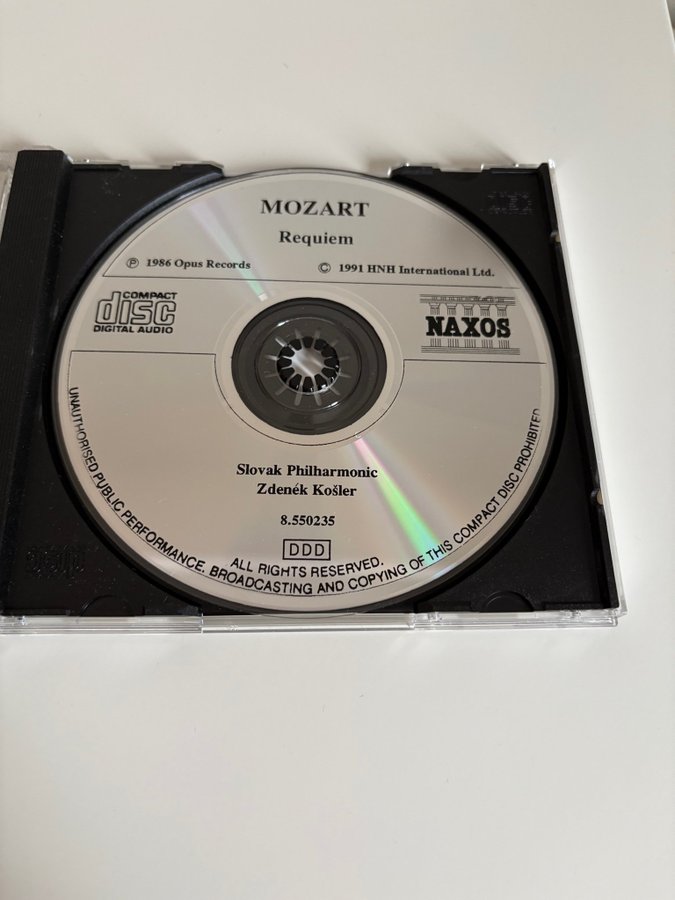 MOZART
Requiem
℗ 1986 Opus Records
© 1991 HNH International Ltd.
COMPACT
disc
DIGITAL AUDIO
NAXOS
Slovak Philharmonic
Zdenék Košler
8.550235
DDD
ALL RIGHTS RESERVED.
UNAUTHORISED PUBLIC PERFORMANCE. BROADCASTING AND COPYING OF THIS COMPACT DISC PROHIBITED